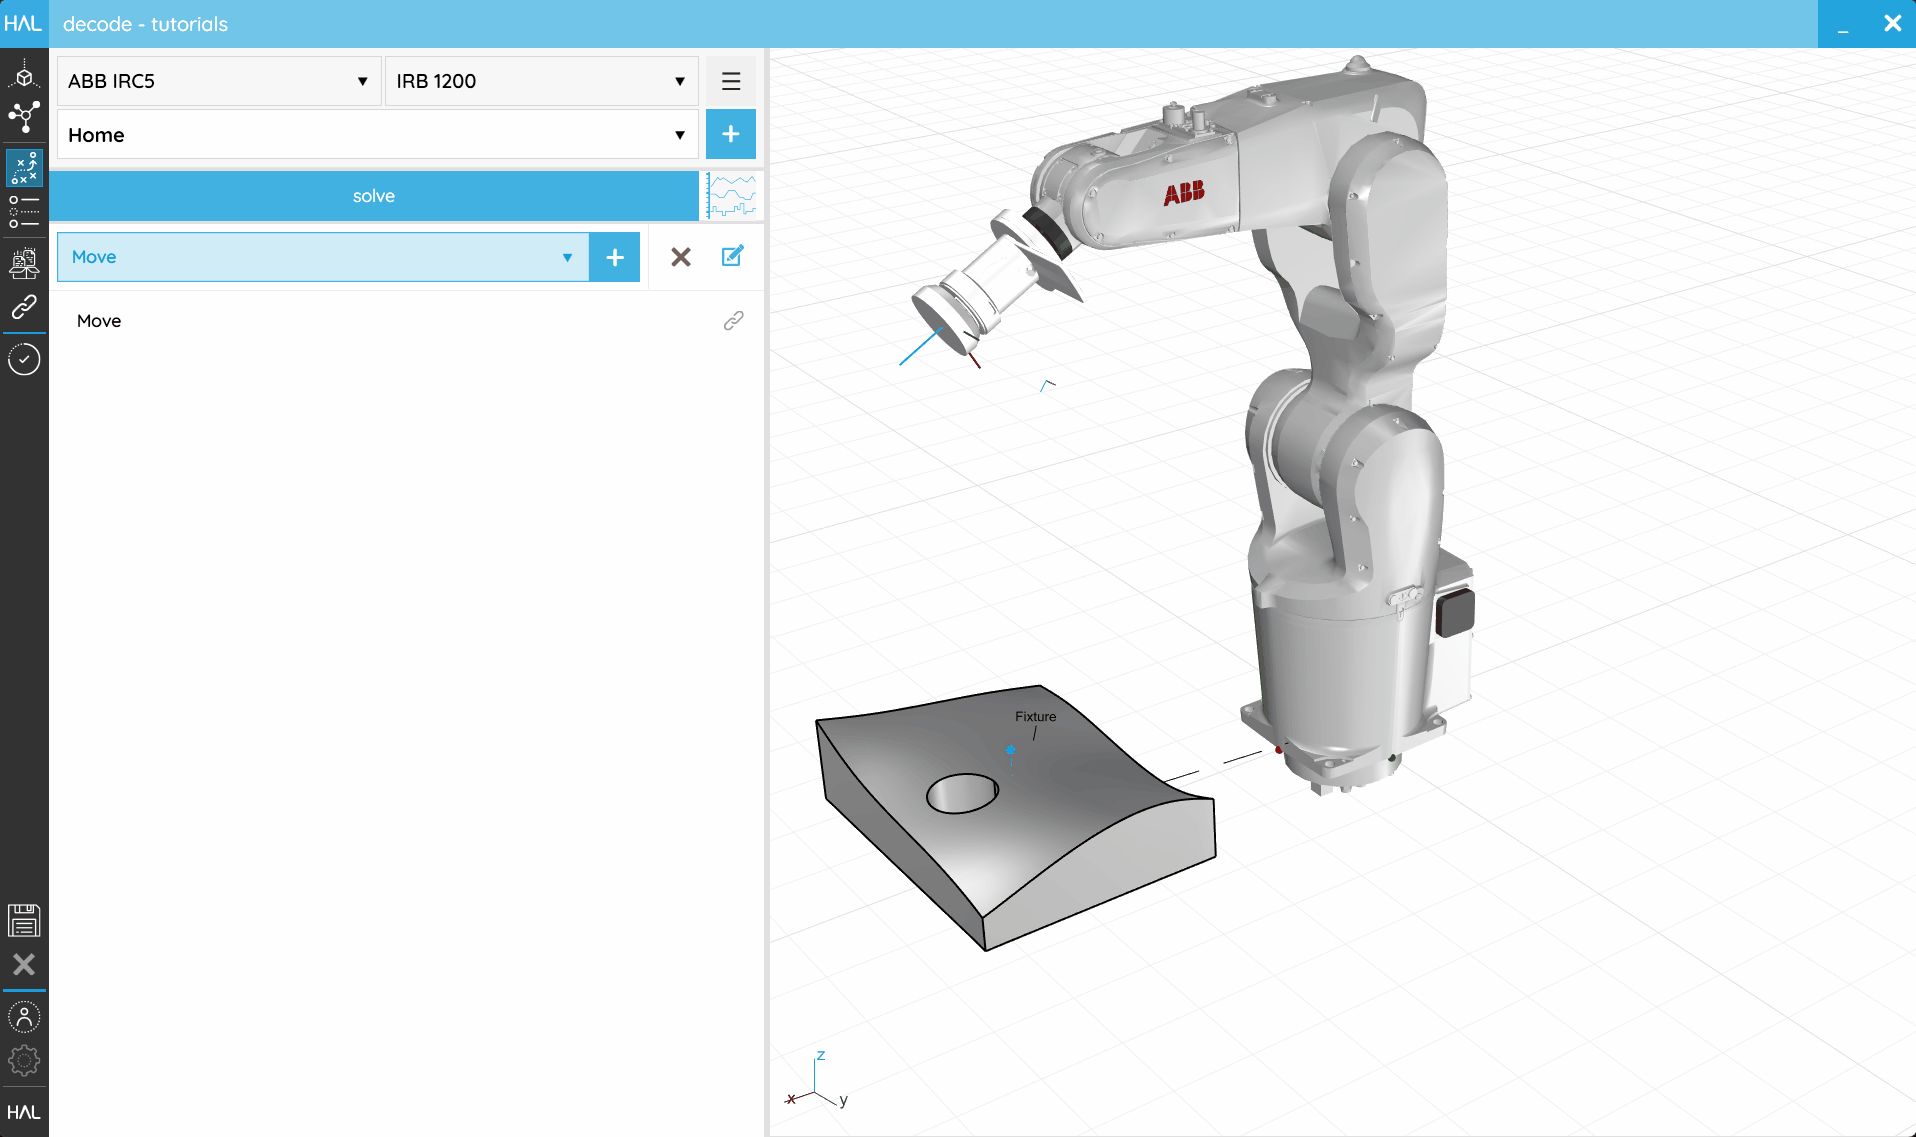 HAL decode - tutorials
ABB IRC5
IRB 1200
Home
solve
Move
Move
ABB
Fixture
z
x
y
HAL